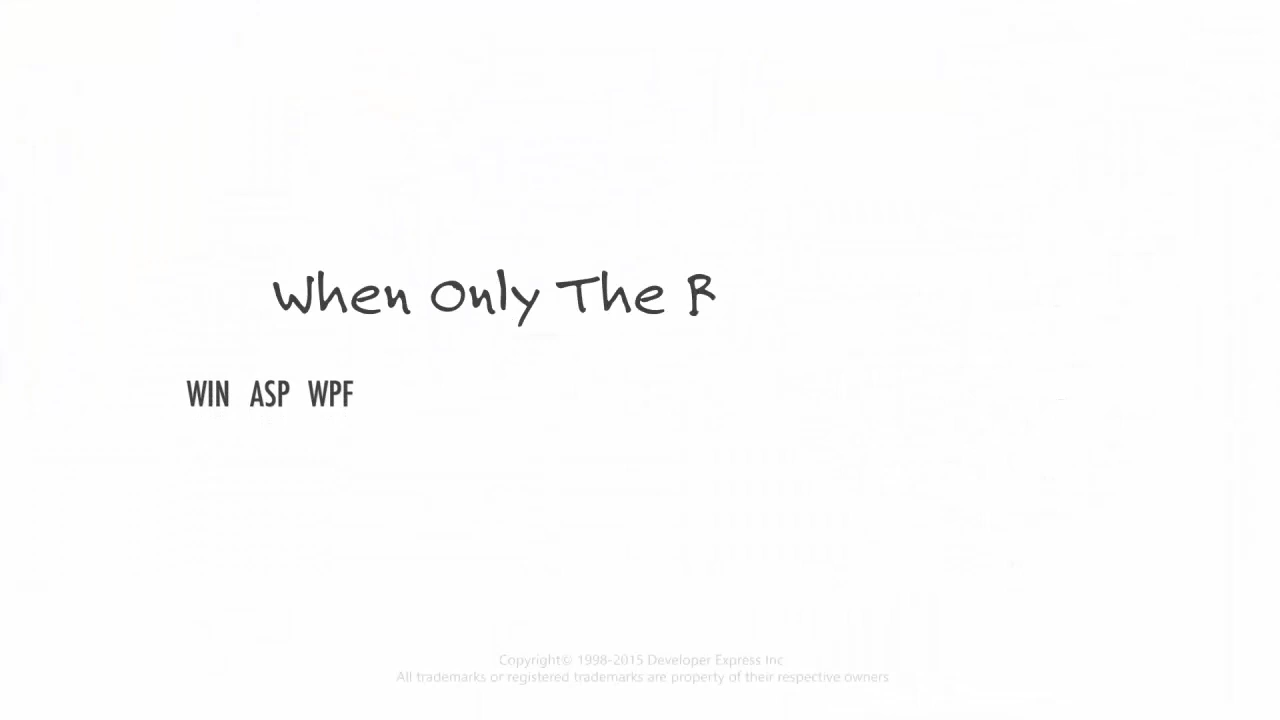 When Only The R
WIN ASP WPF
Copyright© 1998-2015 Developer Express Inc
All trademarks or registered trademarks are property of their respective owners